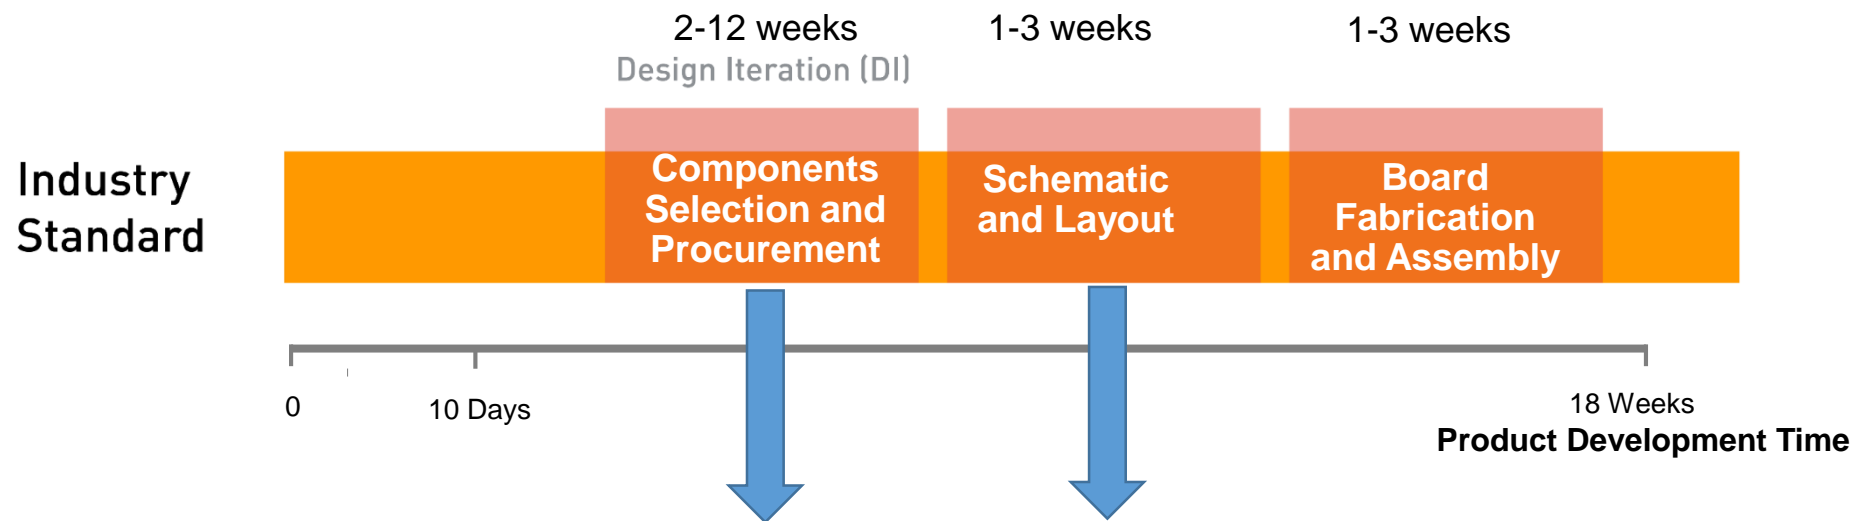 2-12 weeks
1-3 weeks
1-3 weeks
Design Iteration (DI)
Industry
Standard
Components
Selection and
Procurement
Schematic
and Layout
Board
Fabrication
and Assembly
0
10 Days
18 Weeks
Product Development Time